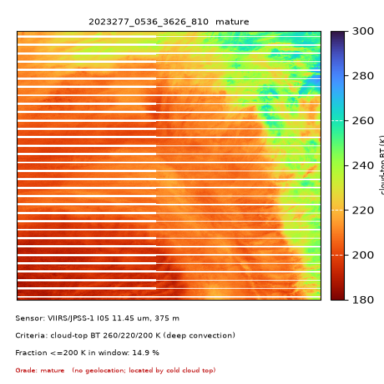 2023277_0536_3626_810 mature
300
280
260
240
220
200
180
cloud-top BT (K)
Sensor: VIIRS/JPSS-1 I05 11.45 um, 375 m
Criteria: cloud-top BT 260/220/200 K (deep convection)
Fraction <=200 K in window: 14.9 %
Grade: mature (no geolocation; located by cold cloud top)